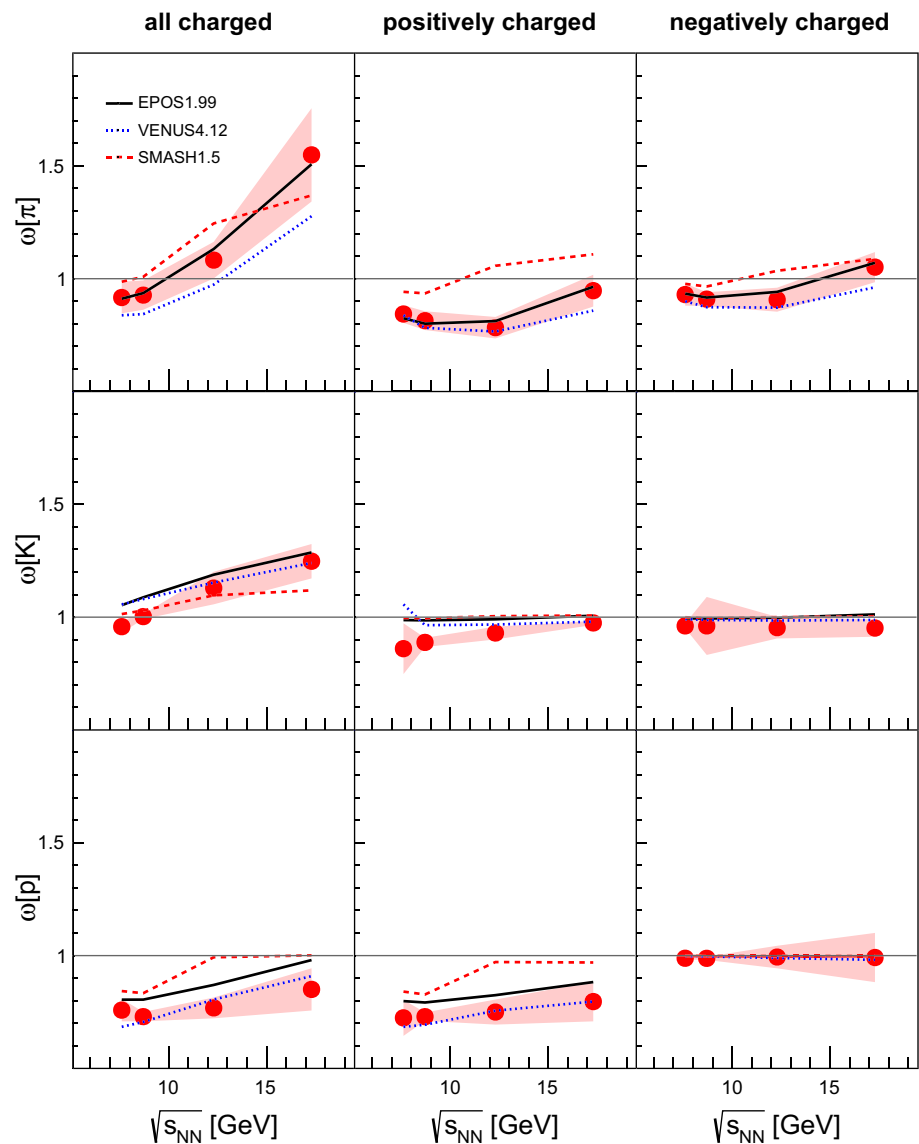 all charged positively charged negatively charged
EPOS1.99
VENUS4.12
SMASH1.5
1.5
1
ω[π]
1.5
1
ω[K]
1.5
1
ω[p]
10 15 10 15 10 15
√s_NN [GeV] √s_NN [GeV] √s_NN [GeV]